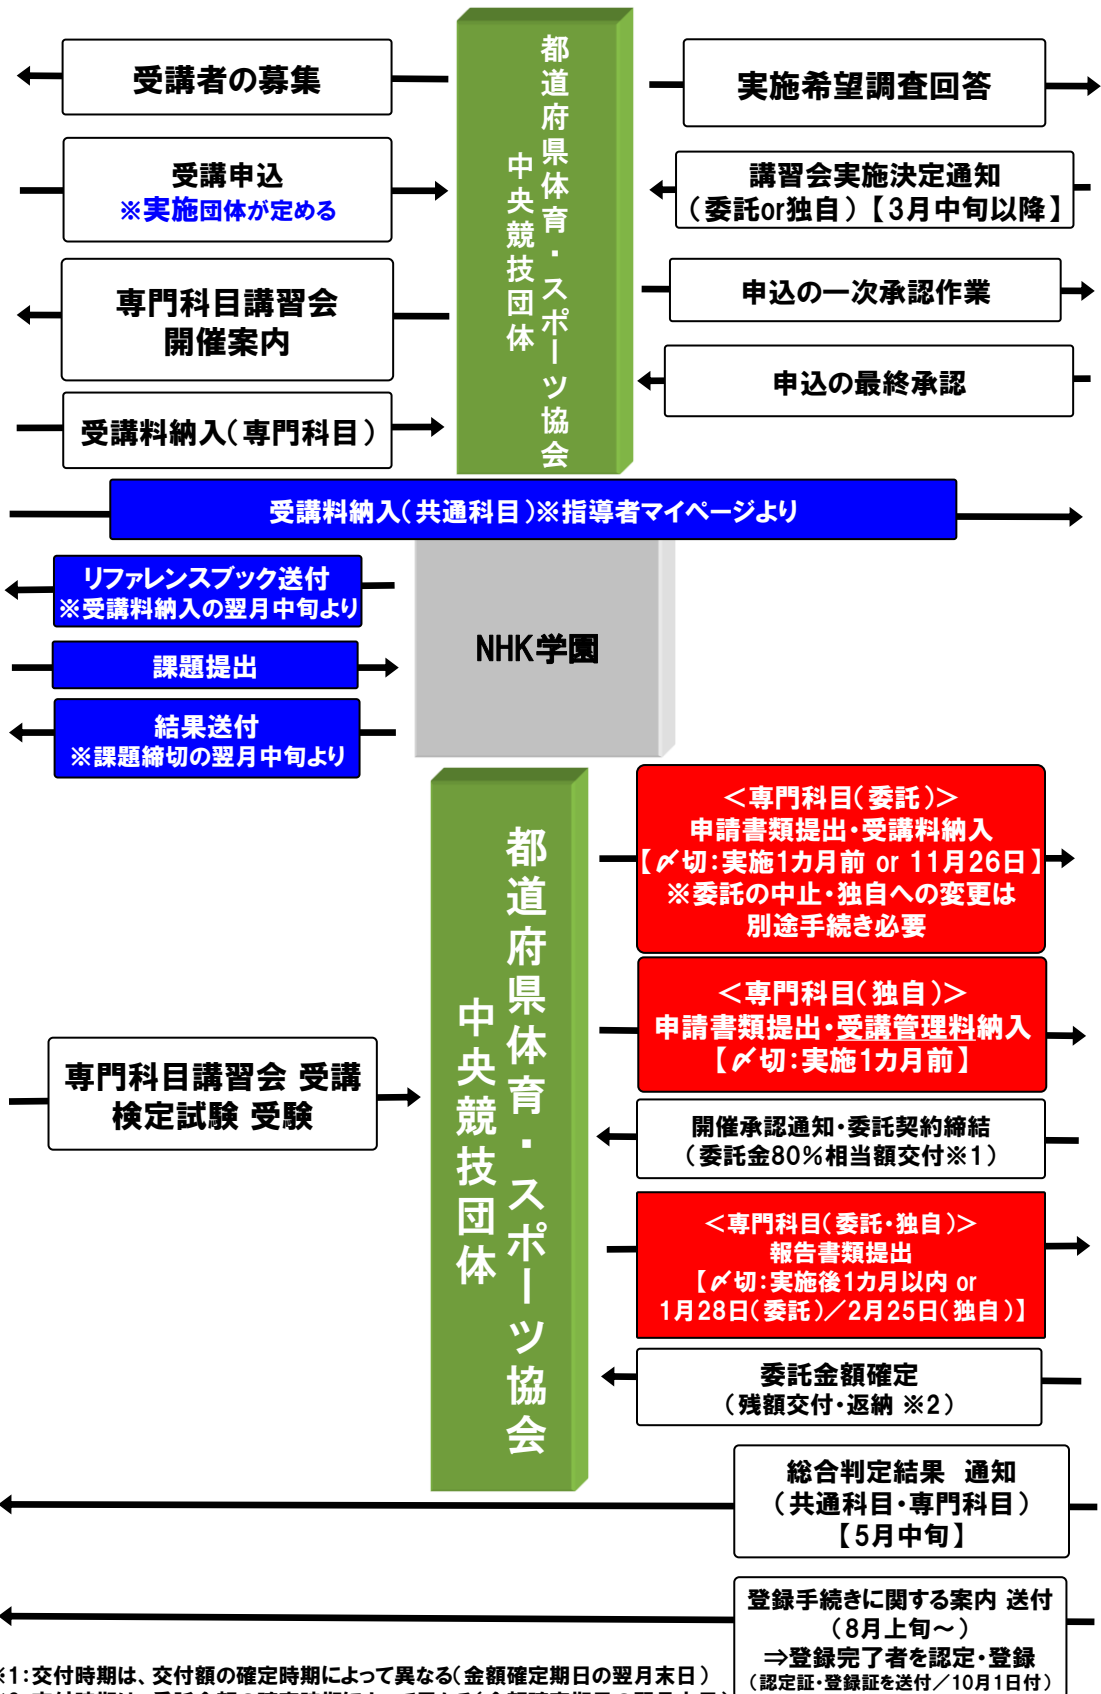 受講者の募集
受講申込
※実施団体が定める
専門科目講習会
開催案内
受講料納入(専門科目)
都道府県体育・スポーツ協会
中央競技団体
実施希望調査回答
講習会実施決定通知
(委託or独自)【3月中旬以降】
申込の一次承認作業
申込の最終承認
受講料納入(共通科目)※指導者マイページより
リファレンスブック送付
※受講料納入の翌月中旬より
課題提出
結果送付
※課題締切の翌月中旬より
NHK学園
専門科目講習会 受講
検定試験 受験
都道府県体育・スポーツ協会
中央競技団体
<専門科目(委託)>
申請書類提出・受講料納入
【〆切:実施1カ月前 or 11月26日】
※委託の中止・独自への変更は
別途手続き必要
<専門科目(独自)>
申請書類提出・受講管理料納入
【〆切:実施1カ月前】
開催承認通知・委託契約締結
(委託金80%相当額交付※1)
<専門科目(委託・独自)>
報告書類提出
【〆切:実施後1カ月以内 or
1月28日(委託)/2月25日(独自)】
委託金額確定
(残額交付・返納 ※2)
総合判定結果 通知
(共通科目・専門科目)
【5月中旬】
登録手続きに関する案内 送付
(8月上旬~)
⇒登録完了者を認定・登録
(認定証・登録証を送付/10月1日付)
※1:交付時期は、交付額の確定時期によって異なる(金額確定期日の翌月末日)